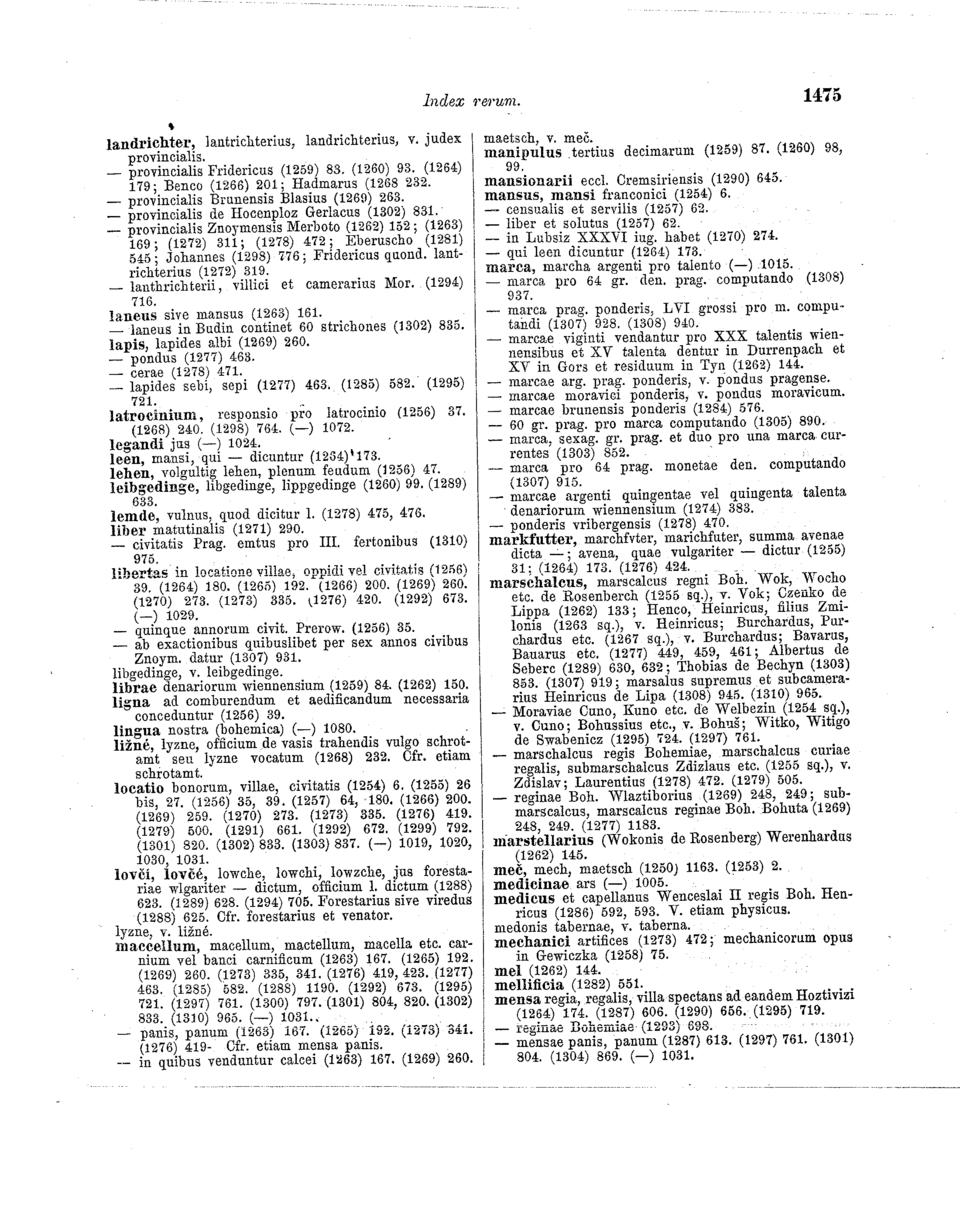 Index rerum.
1475
landrichter, lantrichterius, landrichterius, v. judex
provincialis.
— provincialis Fridericus (1259) 83. (1260) 93. (1264)
179; Benco (1266) 201; Hadmarus (1268 232.
— provincialis Brunensis Blasius (1269) 263.
— provincialis de Hocenploz Gerlacus (1302) 831.
— provincialis Znoymensis Merboto (1262) 152; (1263)
169; (1272) 311; (1278) 472; Eberuscho (1281)
545; Johannes (1298) 776; Fridericus quond. lant-
richterius (1272) 319.
— lanthrichterii, villici et camerarius Mor. (1294)
716.
laneus sive mansus (1263) 161.
— laneus in Budin continet 60 strichones (1302) 835.
lapis, lapides albi (1269) 260.
— pondus (1277) 463.
— cerae (1278) 471.
— lapides sebi, sepi (1277) 463. (1285) 582. (1295)
721.
latrocinium, responsio pro latrocinio (1256) 37.
(1268) 240. (1298) 764. (—) 1072.
legandi jus (—) 1024.
leen, mansi, qui — dicuntur (1264) 173.
lehen, volgultig lehen, plenum feudum (1256) 47.
leibgedinge, libgedinge, lippgedinge (1260) 99. (1289)
633.
lemde, vulnus, quod dicitur l. (1278) 475, 476.
liber matutinalis (1271) 290.
— civitatis Prag. emtus pro III. fertonibus (1310)
975.
libertas in locatione villae, oppidi vel civitatis (1256)
39. (1264) 180. (1265) 192. (1266) 200. (1269) 260.
(1270) 273. (1273) 335. (1276) 420. (1292) 673.
(—) 1029.
— quinque annorum civit. Prerow. (1256) 35.
— ab exactionibus quibuslibet per sex annos civibus
Znoym. datur (1307) 931.
libgedinge, v. leibgedinge.
librae denariorum wiennensium (1259) 84. (1262) 150.
ligna ad comburendum et aedificandum necessaria
conceduntur (1256) 39.
lingua nostra (bohemica) (—) 1080.
ližné, lyzne, officium de vasis trahendis vulgo schrot-
amt seu lyzne vocatum (1268) 232. Cfr. etiam
schrotamt.
locatio bonorum, villae, civitatis (1254) 6. (1255) 26
bis, 27. (1256) 35, 39. (1257) 64, 180. (1266) 200.
(1269) 259. (1270) 273. (1273) 335. (1276) 419.
(1279) 500. (1291) 661. (1292) 672. (1299) 792.
(1301) 820. (1302) 833. (1303) 837. (—) 1019, 1020,
1030, 1031.
lovčí, lovčé, lowche, lowchi, lowzche, jus foresta-
riae wlgariter — dictum, officium l. dictum (1288)
623. (1289) 628. (1294) 705. Forestarius sive viredus
(1288) 625. Cfr. forestarius et venator.
lyzne, v. ližné.
maccellum, macellum, mactellum, macella etc. car-
nium vel banci carnificum (1263) 167. (1265) 192.
(1269) 260. (1273) 335, 341. (1276) 419, 423. (1277)
463. (1285) 582. (1288) 1190. (1292) 673. (1295)
721. (1297) 761. (1300) 797. (1301) 804, 820. (1302)
833. (1310) 965. (—) 1031.
— panis, panum (1263) 167. (1265) 192. (1273) 341.
(1276) 419- Cfr. etiam mensa panis.
— in quibus venduntur calcei (1263) 167. (1269) 260.
maetsch, v. meč.
manipulus tertius decimarum (1259) 87. (1260) 98,
99.
mansionarii eccl. Cremsiriensis (1290) 645.
mansus, mansi franconici (1254) 6.
— censualis et servilis (1257) 62.
— liber et solutus (1257) 62.
— in Lubsiz XXXVI iug. habet (1270) 274.
— qui leen dicuntur (1264) 173.
marca, marcha argenti pro talento (—) 1015.
— marca pro 64 gr. den. prag. computando (1308)
937.
— marca prag. ponderis, LVI grossi pro m. compu-
tandi (1307) 928. (1308) 940.
— marcae viginti vendantur pro XXX talentis wien-
nensibus et XV talenta dentur in Durrenpach et
XV in Gors et residuum in Tyn (1262) 144.
— marcae arg. prag. ponderis, v. pondus pragense.
— marcae moravici ponderis, v. pondus moravicum.
— marcae brunensis ponderis (1284) 576.
— 60 gr. prag. pro marca computando (1305) 890.
— marca, sexag. gr. prag. et duo pro una marca cur-
rentes (1303) 852.
— marca pro 64 prag. monetae den. computando
(1307) 915.
— marcae argenti quingentae vel quingenta talenta
denariorum wiennensium (1274) 383.
— ponderis vribergensis (1278) 470.
markfutter, marchfvter, marichfuter, summa avenae
dicta —; avena, quae vulgariter — dictur (1255)
31; (1264) 173. (1276) 424.
marschalcus, marscalcus regni Boh. Wok, Wocho
etc. de Rosenberch (1255 sq.), v. Vok; Czenko de
Lippa (1262) 133; Henco, Heinricus, filius Zmi-
lonis (1263 sq.), v. Heinricus; Burchardus, Pur-
chardus etc. (1267 sq.), v. Burchardus; Bavarus,
Bauarus etc. (1277) 449, 459, 461; Albertus de
Seberc (1289) 630, 632; Thobias de Bechyn (1303)
853. (1307) 919; marsalus supremus et subcamera-
rius Heinricus de Lipa (1308) 945. (1310) 965.
— Moraviae Cuno, Kuno etc. de Welbezin (1254 sq.),
v. Cuno; Bohussius etc., v. Bohuš; Witko, Witigo
de Swabenicz (1295) 724. (1297) 761.
— marschalcus regis Bohemiae, marschalcus curiae
regalis, submarschalcus Zdizlaus etc. (1255 sq.), v.
Zdislav; Laurentius (1278) 472. (1279) 505.
— reginae Boh. Wlaztiborius (1269) 248, 249; sub-
marscalcus, marscalcus reginae Boh. Bohuta (1269)
248, 249. (1277) 1183.
marstellarius (Wokonis de Rosenberg) Werenhardus
(1262) 145.
meč, mech, maetsch (1250) 1163. (1253) 2.
medicinae ars (—) 1005.
medicus et capellanus Wenceslai II regis Boh. Hen-
ricus (1286) 592, 593. V. etiam physicus.
medonis tabernae, v. taberna.
mechanici artifices (1273) 472; mechanicorum opus
in Gewiczka (1258) 75.
mel (1262) 144.
mellificia (1282) 551.
mensa regia, regalis, villa spectans ad eandem Hoztivizi
(1264) 174. (1287) 606. (1290) 656. (1295) 719.
— reginae Bohemiae (1293) 698.
— mensae panis, panum (1287) 613. (1297) 761. (1301)
804. (1304) 869. (—) 1031.